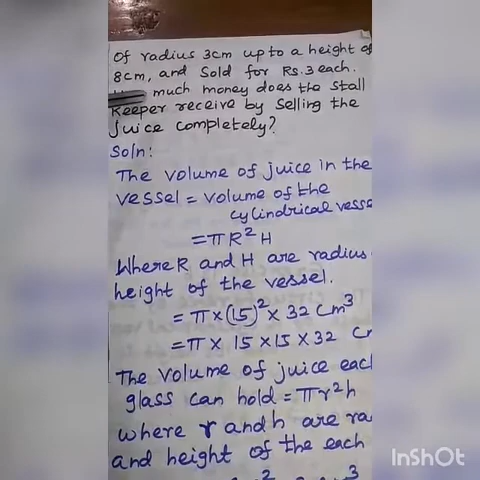 of radius 3cm up to a height of
8cm, and sold for Rs.3 each.
much money does the stall
Keeper receive by selling the
juice completely?
Soln:
The volume of juice in the
vessel = volume of the
cylindrical vess
= πR²H
Where R and H are radius
height of the vessel.
= π × (15)² × 32 cm³
= π × 15 × 15 × 32 c
The volume of juice eac
glass can hold = πr²h
where r and h are ra
and height of the each
InShOt